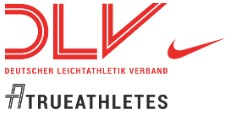 DLV
DEUTSCHER LEICHTATHLETIK VERBAND
TRUEATHLETES